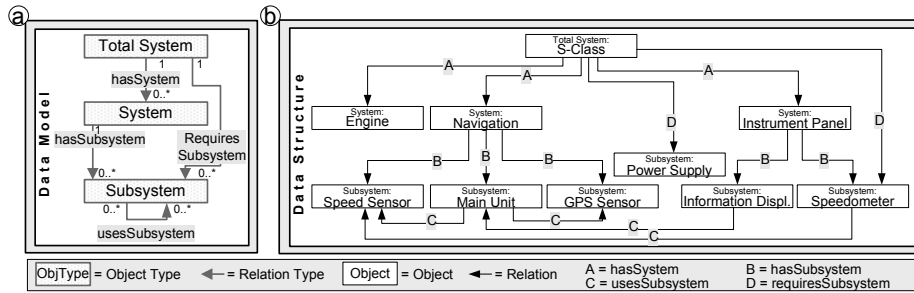 a
Data Model
Total System
1
1
hasSystem
0..*
System
1
hasSubsystem
Requires
Subsystem
0..*
0..*
Subsystem
0..*
0..*
usesSubsystem
b
Data Structure
Total System:
S-Class
A
A
A
D
D
System:
Engine
System:
Navigation
System:
Instrument Panel
B
B
B
B
B
Subsystem:
Power Supply
Subsystem:
Speed Sensor
Subsystem:
Main Unit
Subsystem:
GPS Sensor
Subsystem:
Information Displ.
Subsystem:
Speedometer
C
C
C
C
ObjType = Object Type
= Relation Type
Object = Object
= Relation
A = hasSystem
B = hasSubsystem
C = usesSubsystem
D = requiresSubsystem